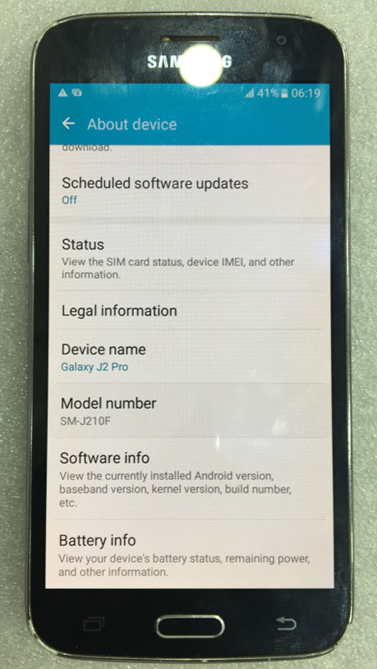 41% 06:19
About device
download.
Scheduled software updates
Off
Status
View the SIM card status, device IMEI, and other
information.
Legal information
Device name
Galaxy J2 Pro
Model number
SM-J210F
Software info
View the currently installed Android version,
baseband version, kernel version, build number,
etc.
Battery info
View your device's battery status, remaining power,
and other information.